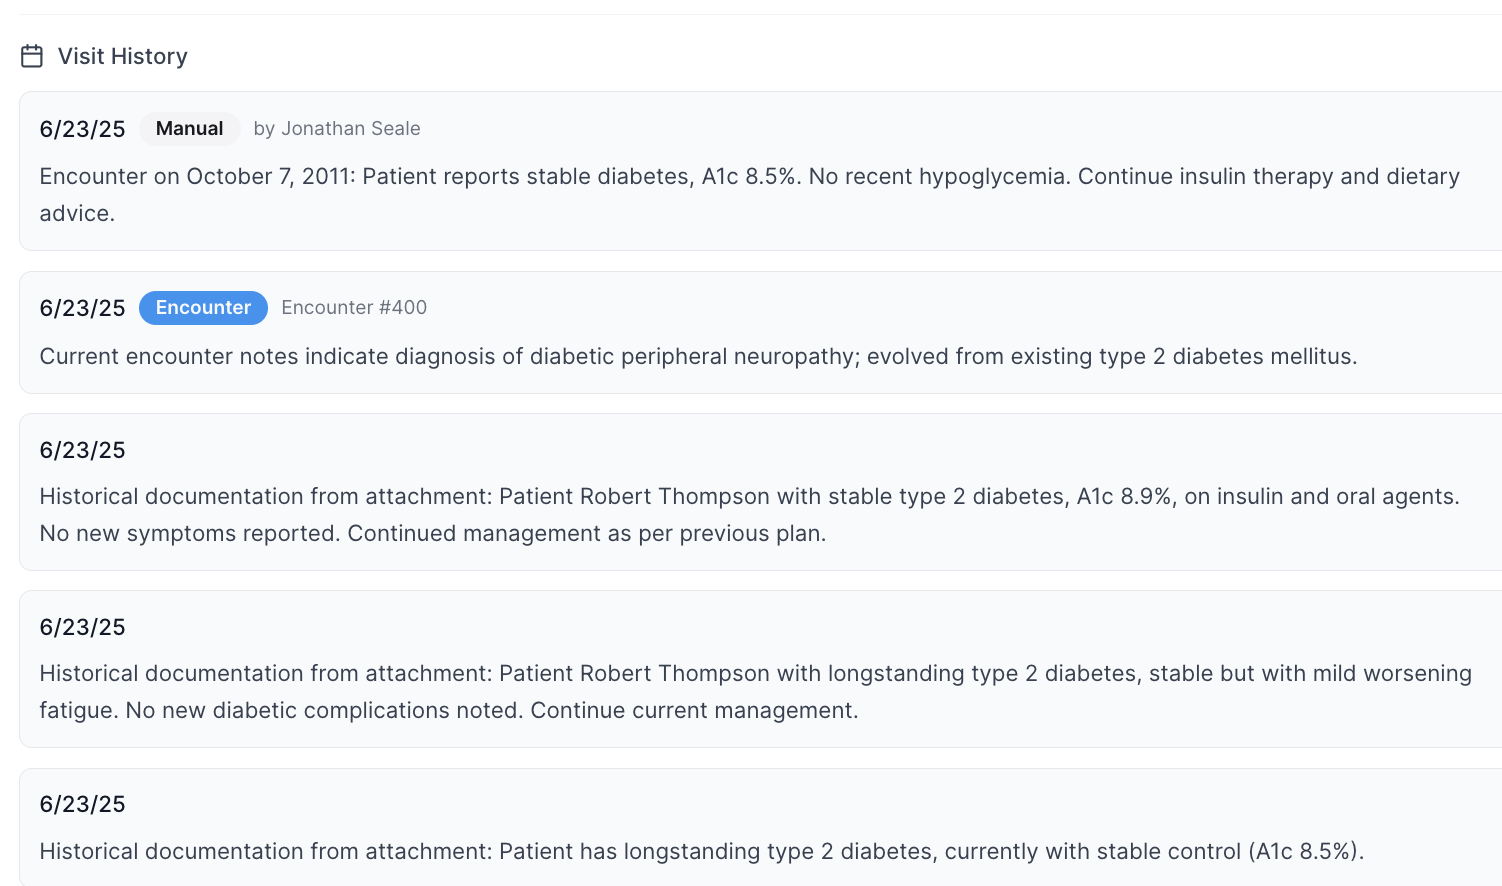 Visit History
6/23/25 Manual by Jonathan Seale
Encounter on October 7, 2011: Patient reports stable diabetes, A1c 8.5%. No recent hypoglycemia. Continue insulin therapy and dietary
advice.
6/23/25 Encounter Encounter #400
Current encounter notes indicate diagnosis of diabetic peripheral neuropathy; evolved from existing type 2 diabetes mellitus.
6/23/25
Historical documentation from attachment: Patient Robert Thompson with stable type 2 diabetes, A1c 8.9%, on insulin and oral agents.
No new symptoms reported. Continued management as per previous plan.
6/23/25
Historical documentation from attachment: Patient Robert Thompson with longstanding type 2 diabetes, stable but with mild worsening
fatigue. No new diabetic complications noted. Continue current management.
6/23/25
Historical documentation from attachment: Patient has longstanding type 2 diabetes, currently with stable control (A1c 8.5%).